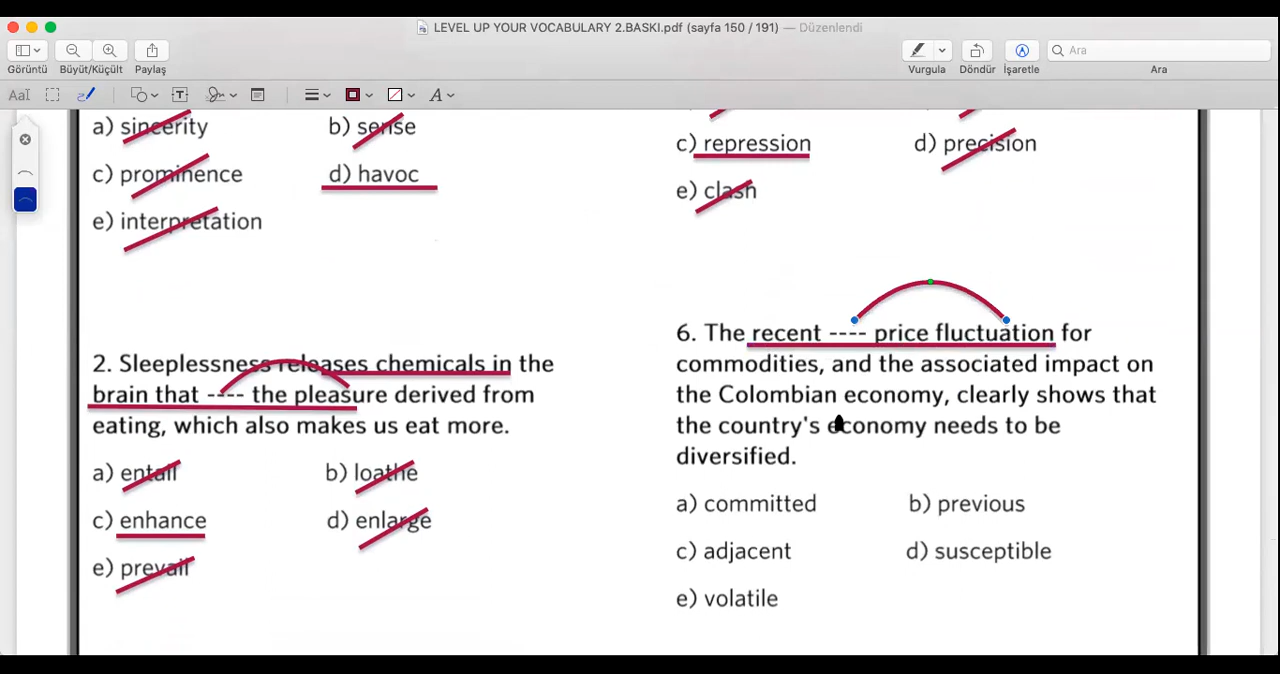 LEVEL UP YOUR VOCABULARY 2.BASKI.pdf (sayfa 150 / 191) — Düzenlendi
Ara
Görüntü Büyüt/Küçült Paylaş Vurgula Döndür İşaretle Ara
AaI A
a) sincerity b) sense
c) prominence d) havoc
e) interpretation
2. Sleeplessness releases chemicals in the
brain that ---- the pleasure derived from
eating, which also makes us eat more.
a) entail b) loathe
c) enhance d) enlarge
e) prevail
c) repression d) precision
e) clash
6. The recent ---- price fluctuation for
commodities, and the associated impact on
the Colombian economy, clearly shows that
the country's economy needs to be
diversified.
a) committed b) previous
c) adjacent d) susceptible
e) volatile